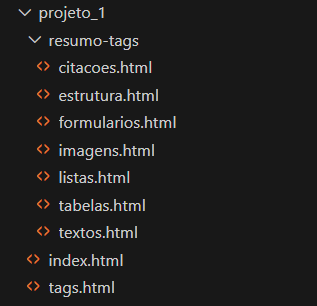 projeto_1
resumo-tags
citacoes.html
estrutura.html
formularios.html
imagens.html
listas.html
tabelas.html
textos.html
index.html
tags.html